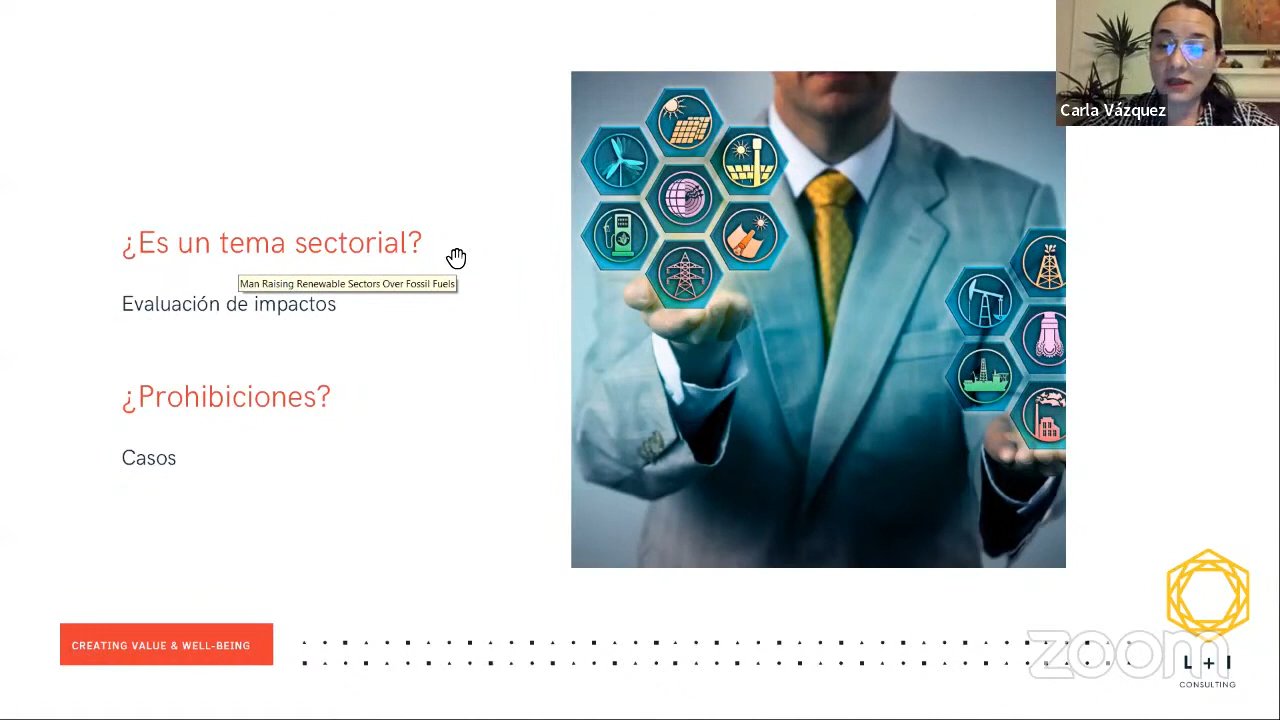 Carla Vázquez
¿Es un tema sectorial?
Man Raising Renewable Sectors Over Fossil Fuels
Evaluación de impactos
¿Prohibiciones?
Casos
CREATING VALUE & WELL-BEING
zoom
L + I
CONSULTING